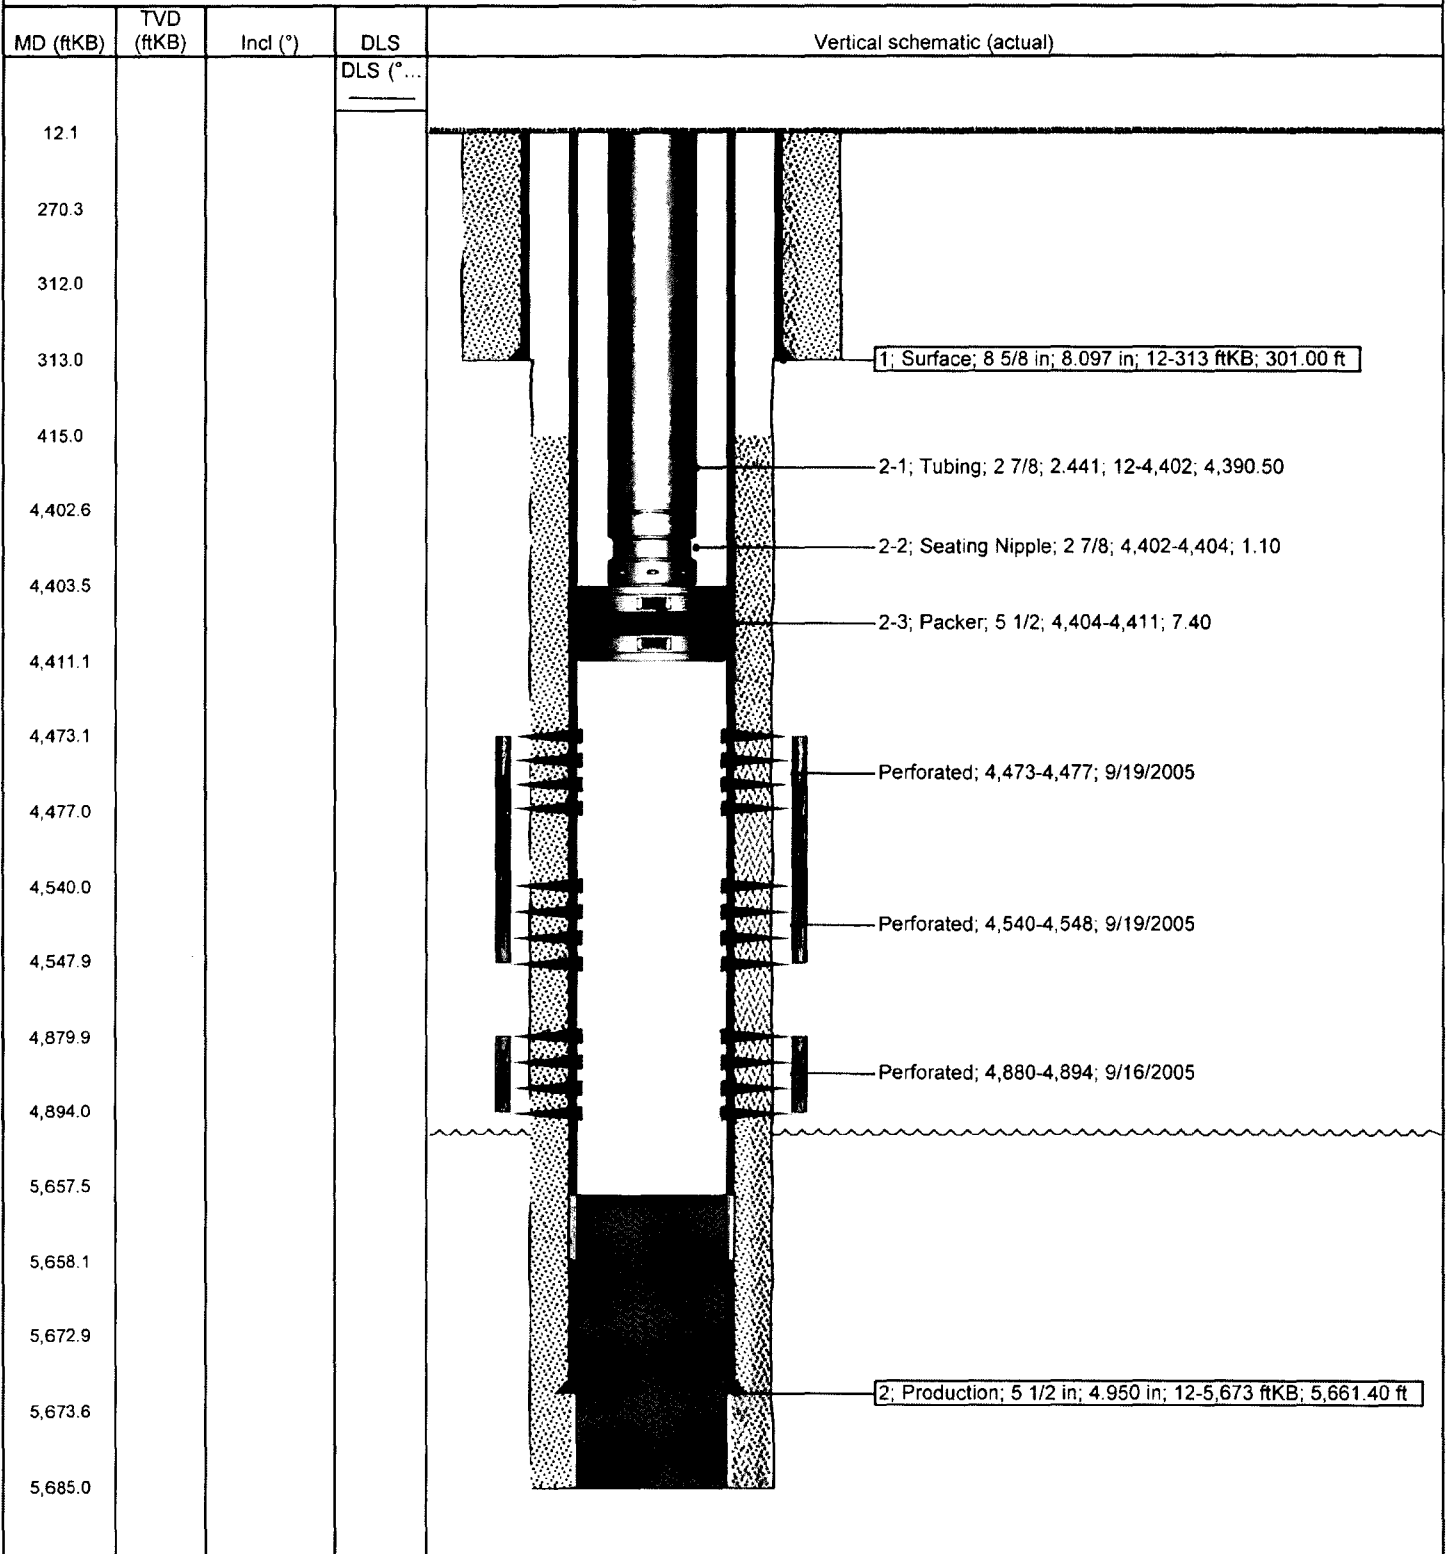 MD (ftKB) TVD (ftKB) Incl (°) DLS Vertical schematic (actual)
DLS (°...
12.1
270.3
312.0
313.0
1; Surface; 8 5/8 in; 8.097 in; 12-313 ftKB; 301.00 ft
415.0
2-1; Tubing; 2 7/8; 2.441; 12-4,402; 4,390.50
4,402.6
2-2; Seating Nipple; 2 7/8; 4,402-4,404; 1.10
4,403.5
2-3; Packer; 5 1/2; 4,404-4,411; 7.40
4,411.1
4,473.1
Perforated; 4,473-4,477; 9/19/2005
4,477.0
4,540.0
Perforated; 4,540-4,548; 9/19/2005
4,547.9
4,879.9
Perforated; 4,880-4,894; 9/16/2005
4,894.0
5,657.5
5,658.1
5,672.9
2; Production; 5 1/2 in; 4.950 in; 12-5,673 ftKB; 5,661.40 ft
5,673.6
5,685.0